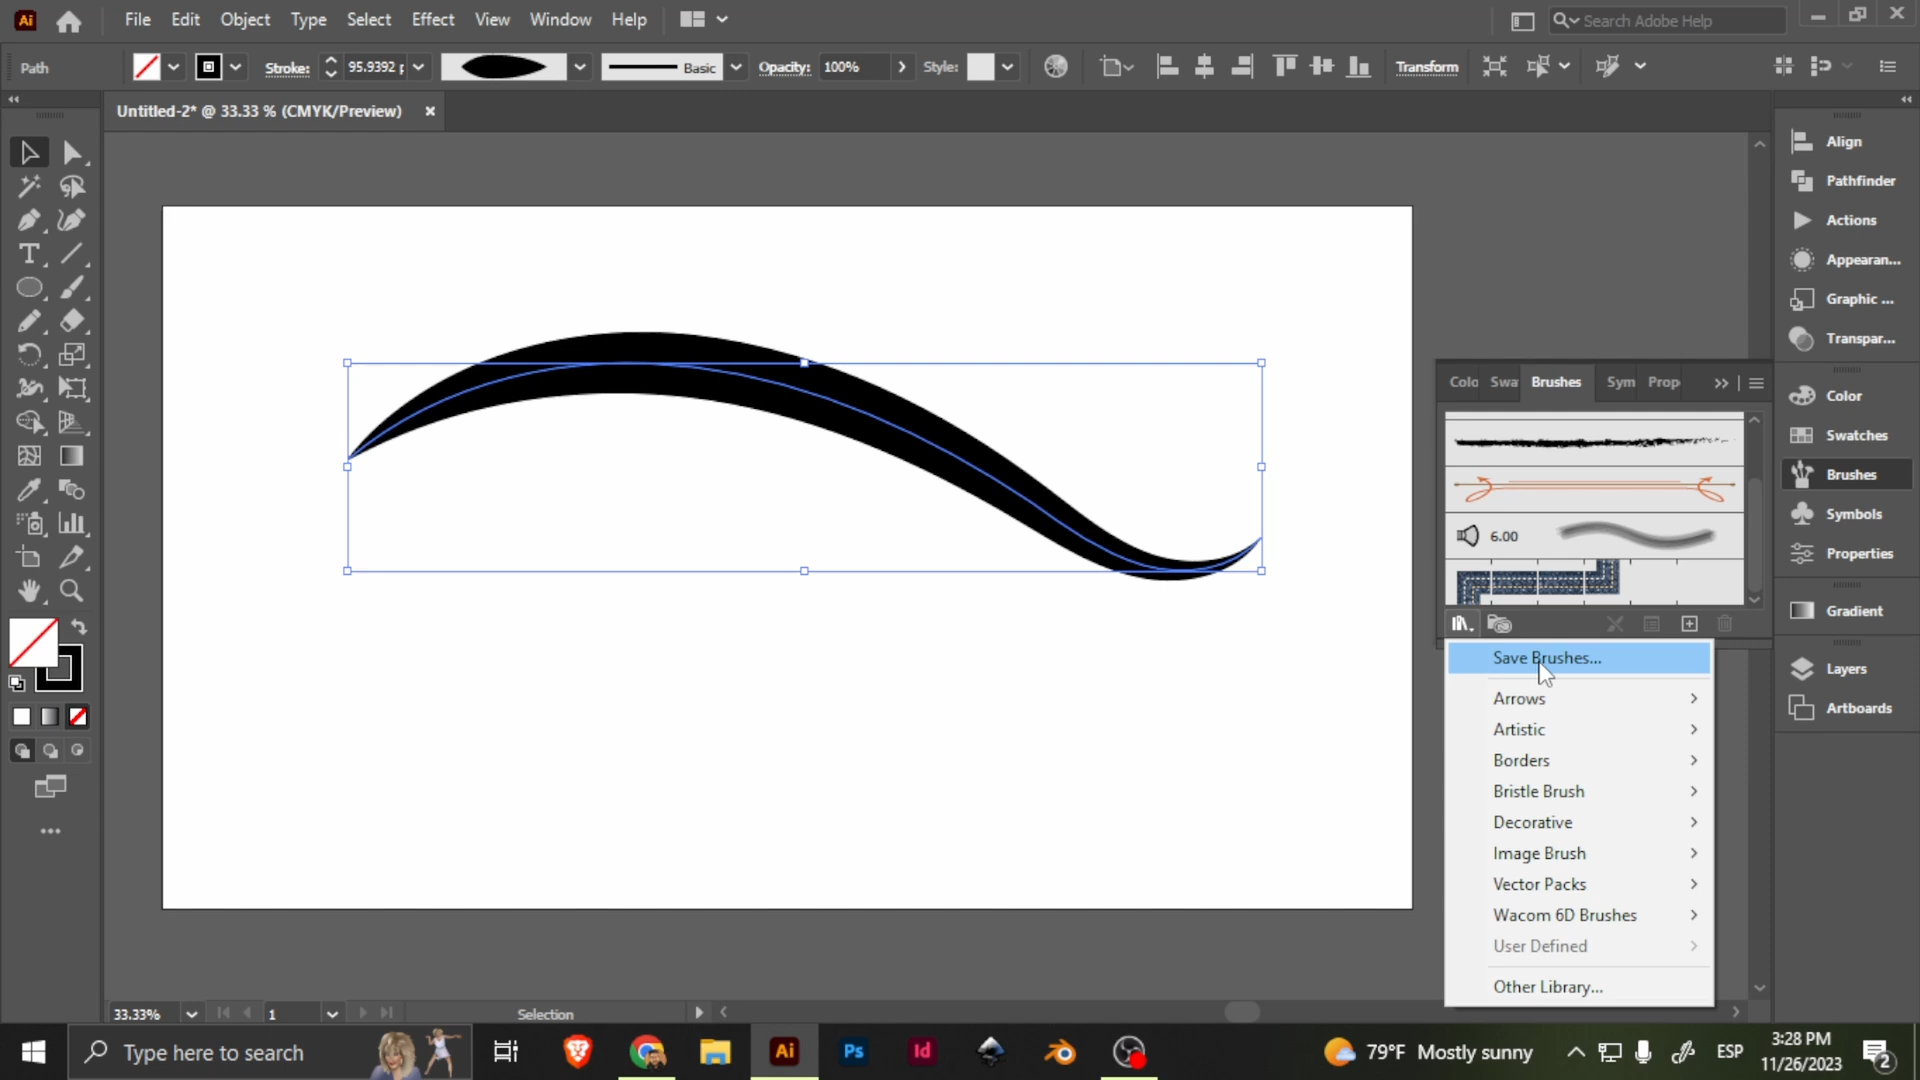 Ai File Edit Object Type Select Effect View Window Help Search Adobe Help
Path Stroke: 95.9392 p Basic Opacity: 100% Style: Transform
Untitled-2* @ 33.33 % (CMYK/Preview)
Align
Pathfinder
Actions
Appearan...
Graphic ...
Transpar...
Color
Swatches
Brushes
Symbols
Properties
Gradient
Layers
Artboards
Colo Swa Brushes Sym Prop
6.00
Save Brushes...
Arrows
Artistic
Borders
Bristle Brush
Decorative
Image Brush
Vector Packs
Wacom 6D Brushes
User Defined
Other Library...
33.33% 1 Selection
Type here to search Ai Ps Id 79°F Mostly sunny ESP 3:28 PM
11/26/2023 2